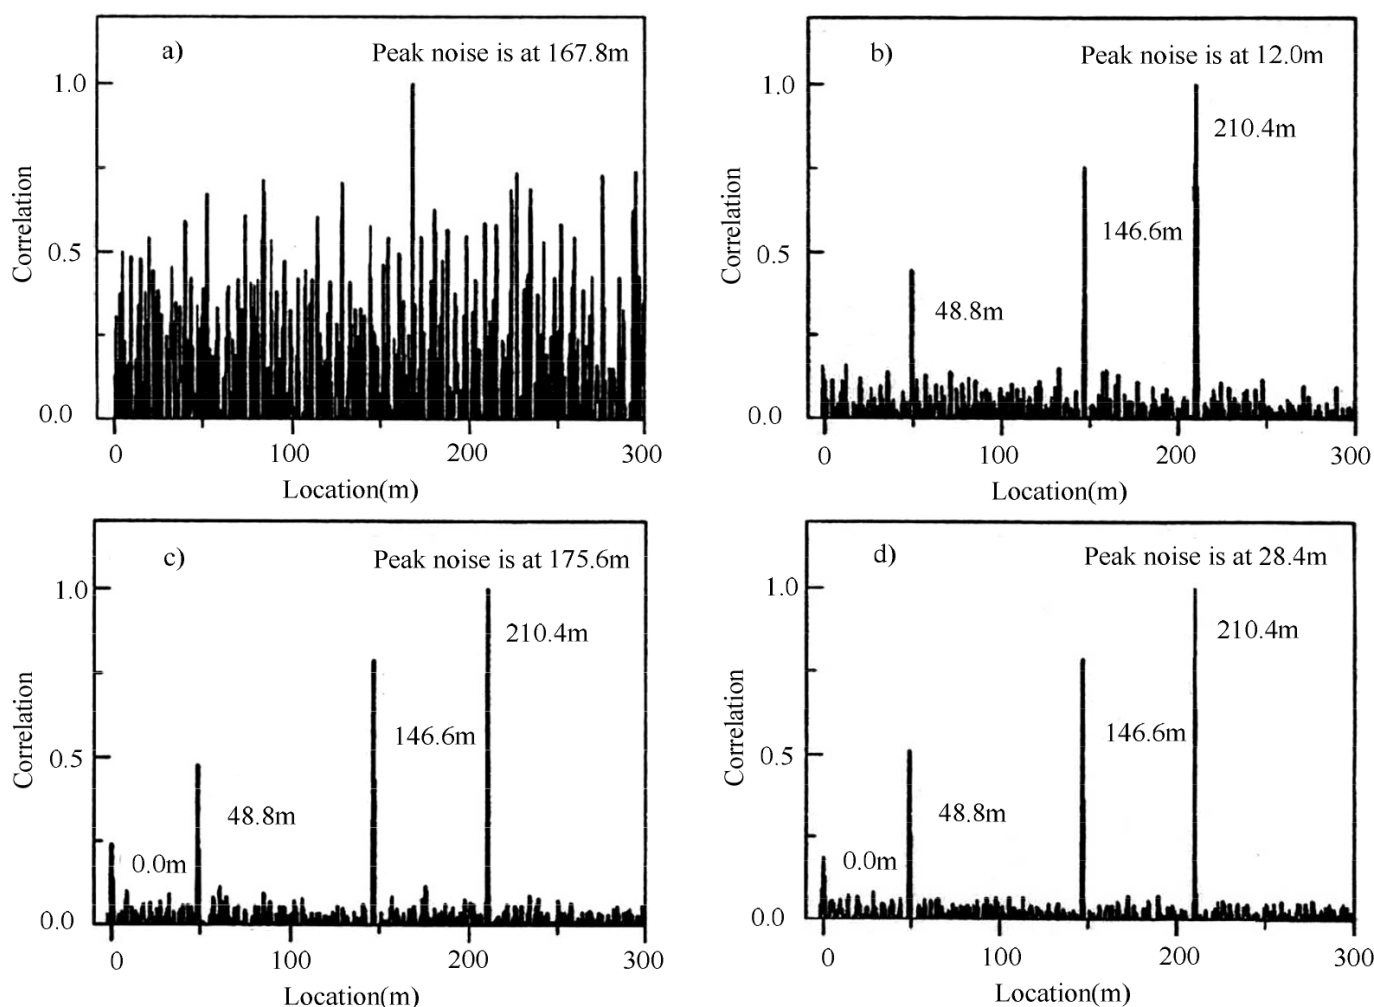 a)
Peak noise is at 167.8m
1.0
0.5
0.0
Correlation
0
100
200
300
Location(m)
b)
Peak noise is at 12.0m
1.0
0.5
0.0
Correlation
210.4m
146.6m
48.8m
0
100
200
300
Location(m)
c)
Peak noise is at 175.6m
1.0
0.5
0.0
Correlation
210.4m
146.6m
48.8m
0.0m
0
100
200
300
Location(m)
d)
Peak noise is at 28.4m
1.0
0.5
0.0
Correlation
210.4m
146.6m
48.8m
0.0m
0
100
200
300
Location(m)